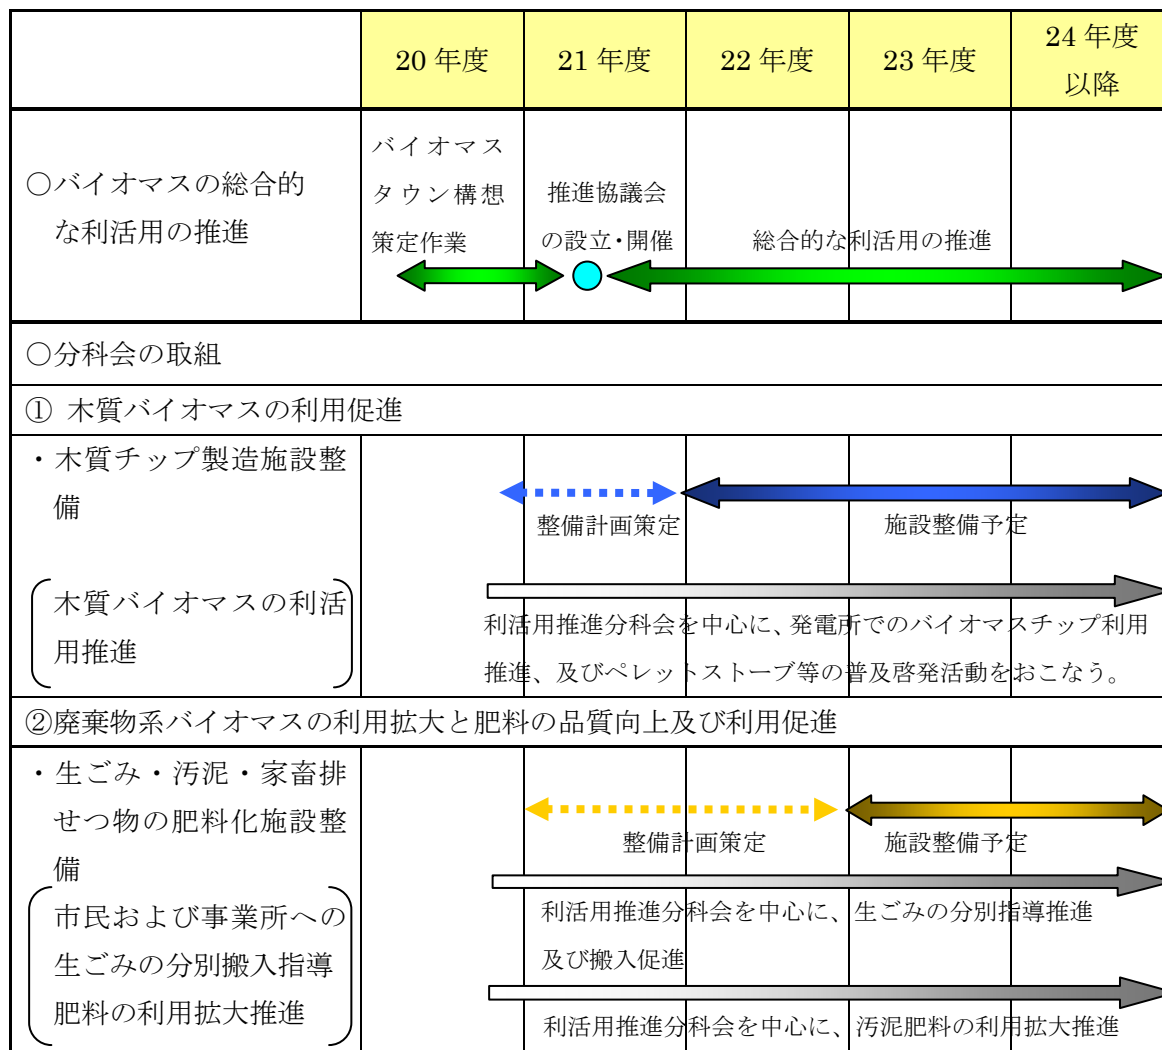 20 年度
21 年度
22 年度
23 年度
24 年度
以降
○バイオマスの総合的
な利活用の推進
バイオマス
タウン構想
策定作業
推進協議会
の設立・開催
総合的な利活用の推進
○分科会の取組
① 木質バイオマスの利用促進
・木質チップ製造施設整
備
整備計画策定
施設整備予定
木質バイオマスの利活
用推進
利活用推進分科会を中心に、発電所でのバイオマスチップ利用
推進、及びペレットストーブ等の普及啓発活動をおこなう。
②廃棄物系バイオマスの利用拡大と肥料の品質向上及び利用促進
・生ごみ・汚泥・家畜排
せつ物の肥料化施設整
備
整備計画策定
施設整備予定
市民および事業所への
生ごみの分別搬入指導
肥料の利用拡大推進
利活用推進分科会を中心に、生ごみの分別指導推進
及び搬入促進
利活用推進分科会を中心に、汚泥肥料の利用拡大推進